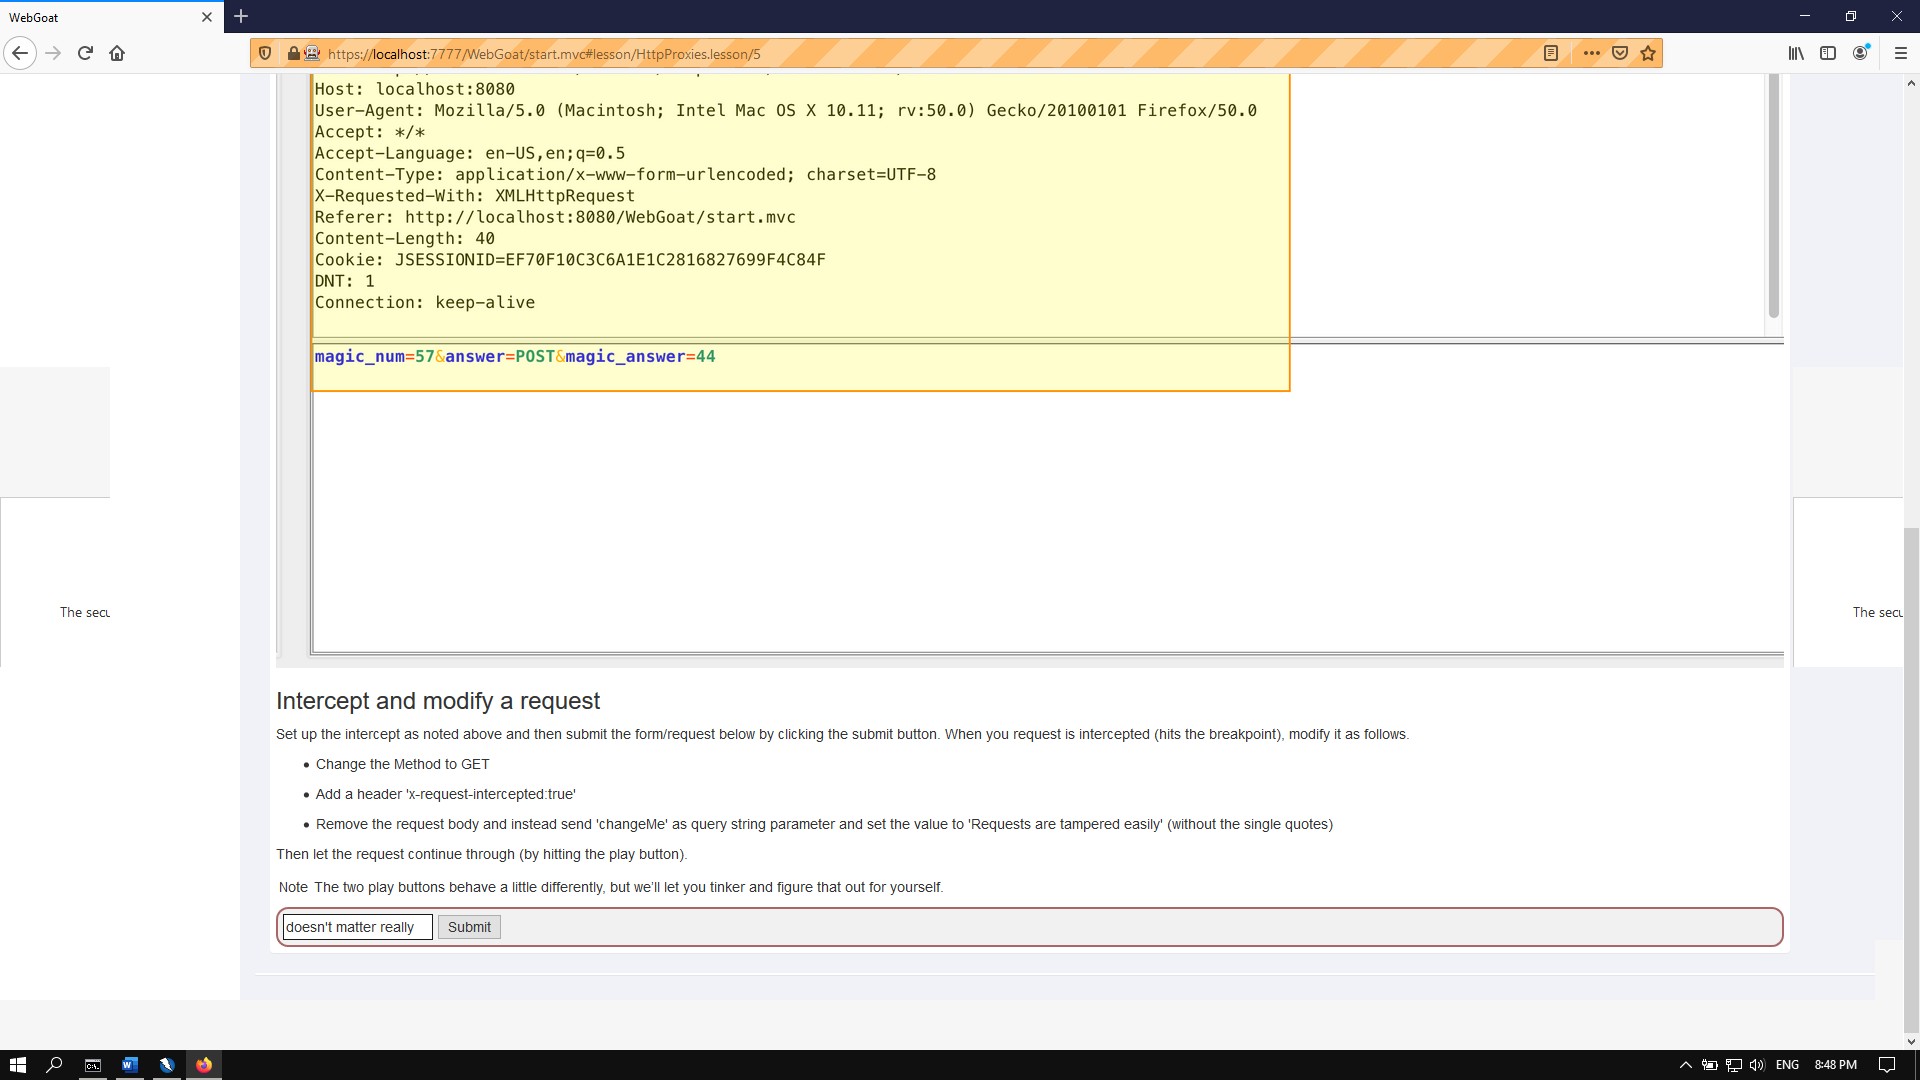 WebGoat
https://localhost:7777/WebGoat/start.mvc#lesson/HttpProxies.lesson/5
Host: localhost:8080
User-Agent: Mozilla/5.0 (Macintosh; Intel Mac OS X 10.11; rv:50.0) Gecko/20100101 Firefox/50.0
Accept: */*
Accept-Language: en-US,en;q=0.5
Content-Type: application/x-www-form-urlencoded; charset=UTF-8
X-Requested-With: XMLHttpRequest
Referer: http://localhost:8080/WebGoat/start.mvc
Content-Length: 40
Cookie: JSESSIONID=EF70F10C3C6A1E1C2816827699F4C84F
DNT: 1
Connection: keep-alive
magic_num=57&answer=POST&magic_answer=44
The secu
The secu
Intercept and modify a request
Set up the intercept as noted above and then submit the form/request below by clicking the submit button. When you request is intercepted (hits the breakpoint), modify it as follows.
• Change the Method to GET
• Add a header 'x-request-intercepted:true'
• Remove the request body and instead send 'changeMe' as query string parameter and set the value to 'Requests are tampered easily' (without the single quotes)
Then let the request continue through (by hitting the play button).
Note The two play buttons behave a little differently, but we'll let you tinker and figure that out for yourself.
doesn't matter really Submit
ENG 8:48 PM